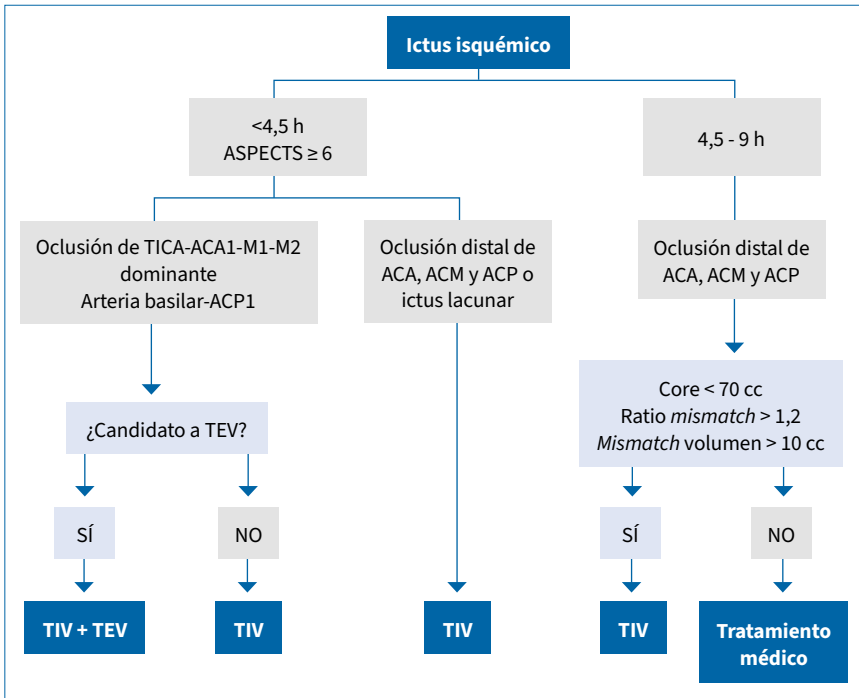 Ictus isquémico
<4,5 h
ASPECTS ≥ 6
4,5 - 9 h
Oclusión de TICA-ACA1-M1-M2
dominante
Arteria basilar-ACP1
Oclusión distal de
ACA, ACM y ACP o
ictus lacunar
Oclusión distal de
ACA, ACM y ACP
¿Candidato a TEV?
Core < 70 cc
Ratio mismatch > 1,2
Mismatch volumen > 10 cc
SÍ
NO
SÍ
NO
TIV + TEV
TIV
TIV
TIV
Tratamiento
médico